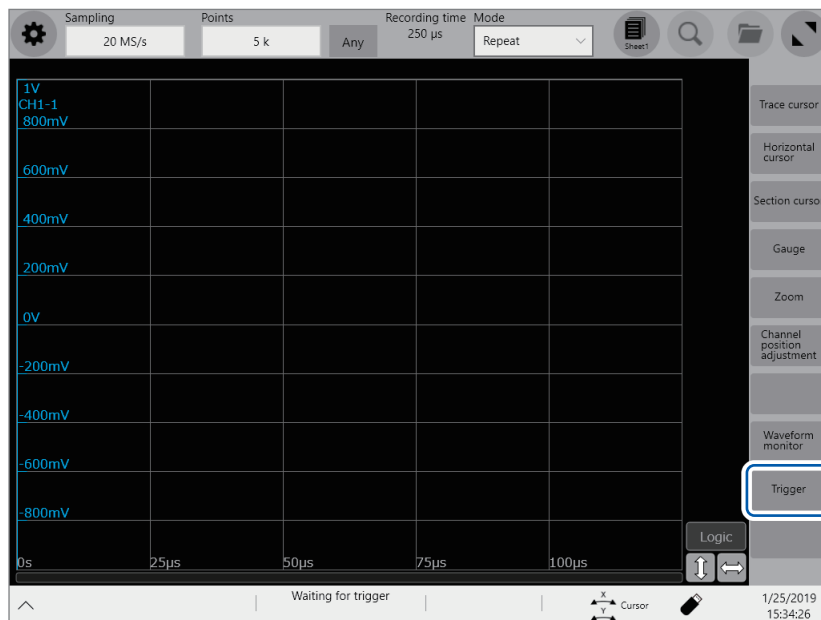 Sampling
Points
Recording time
Mode
20 MS/s
5 k
Any
250 µs
Repeat
Sheet1
1V
CH1-1
800mV
600mV
400mV
200mV
0V
-200mV
-400mV
-600mV
-800mV
0s
25µs
50µs
75µs
100µs
Trace cursor
Horizontal
cursor
Section curso
Gauge
Zoom
Channel
position
adjustment
Waveform
monitor
Trigger
Logic
Waiting for trigger
X
Y
Cursor
1/25/2019
15:34:26